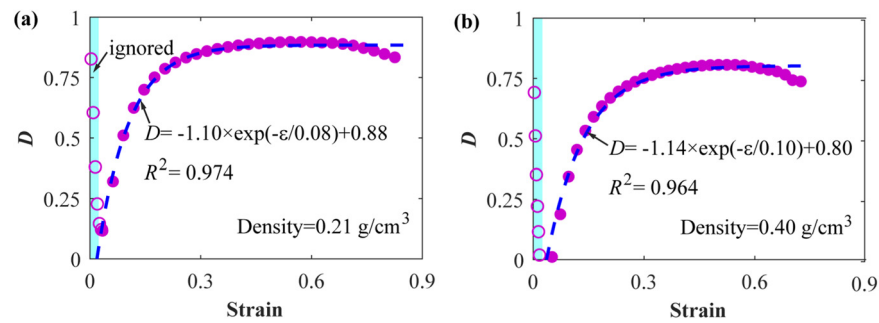 (a)
1
0.75
0.5
0.25
0
D
ignored
D= -1.10×exp(-ε/0.08)+0.88
R²= 0.974
Density=0.21 g/cm³
0 0.3 0.6 0.9
Strain
(b)
1
0.75
0.5
0.25
0
D
D= -1.14×exp(-ε/0.10)+0.80
R²= 0.964
Density=0.40 g/cm³
0 0.3 0.6 0.9
Strain